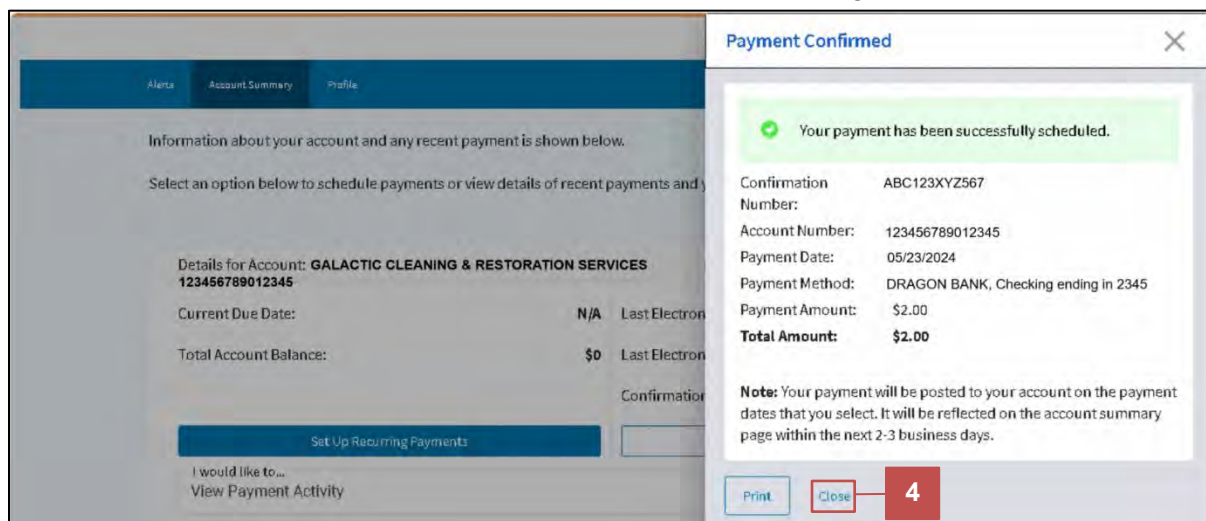 Alerts Account Summary Profile
Information about your account and any recent payment is shown below.
Select an option below to schedule payments or view details of recent payments and
Details for Account: GALACTIC CLEANING & RESTORATION SERVICES
123456789012345
Current Due Date: N/A Last Electron
Total Account Balance: $0 Last Electron
Confirmation
Set Up Recurring Payments
I would like to...
View Payment Activity
Payment Confirmed
Your payment has been successfully scheduled.
Confirmation ABC123XYZ567
Number:
Account Number: 123456789012345
Payment Date: 05/23/2024
Payment Method: DRAGON BANK, Checking ending in 2345
Payment Amount: $2.00
Total Amount: $2.00
Note: Your payment will be posted to your account on the payment
dates that you select. It will be reflected on the account summary
page within the next 2-3 business days.
Print Close 4